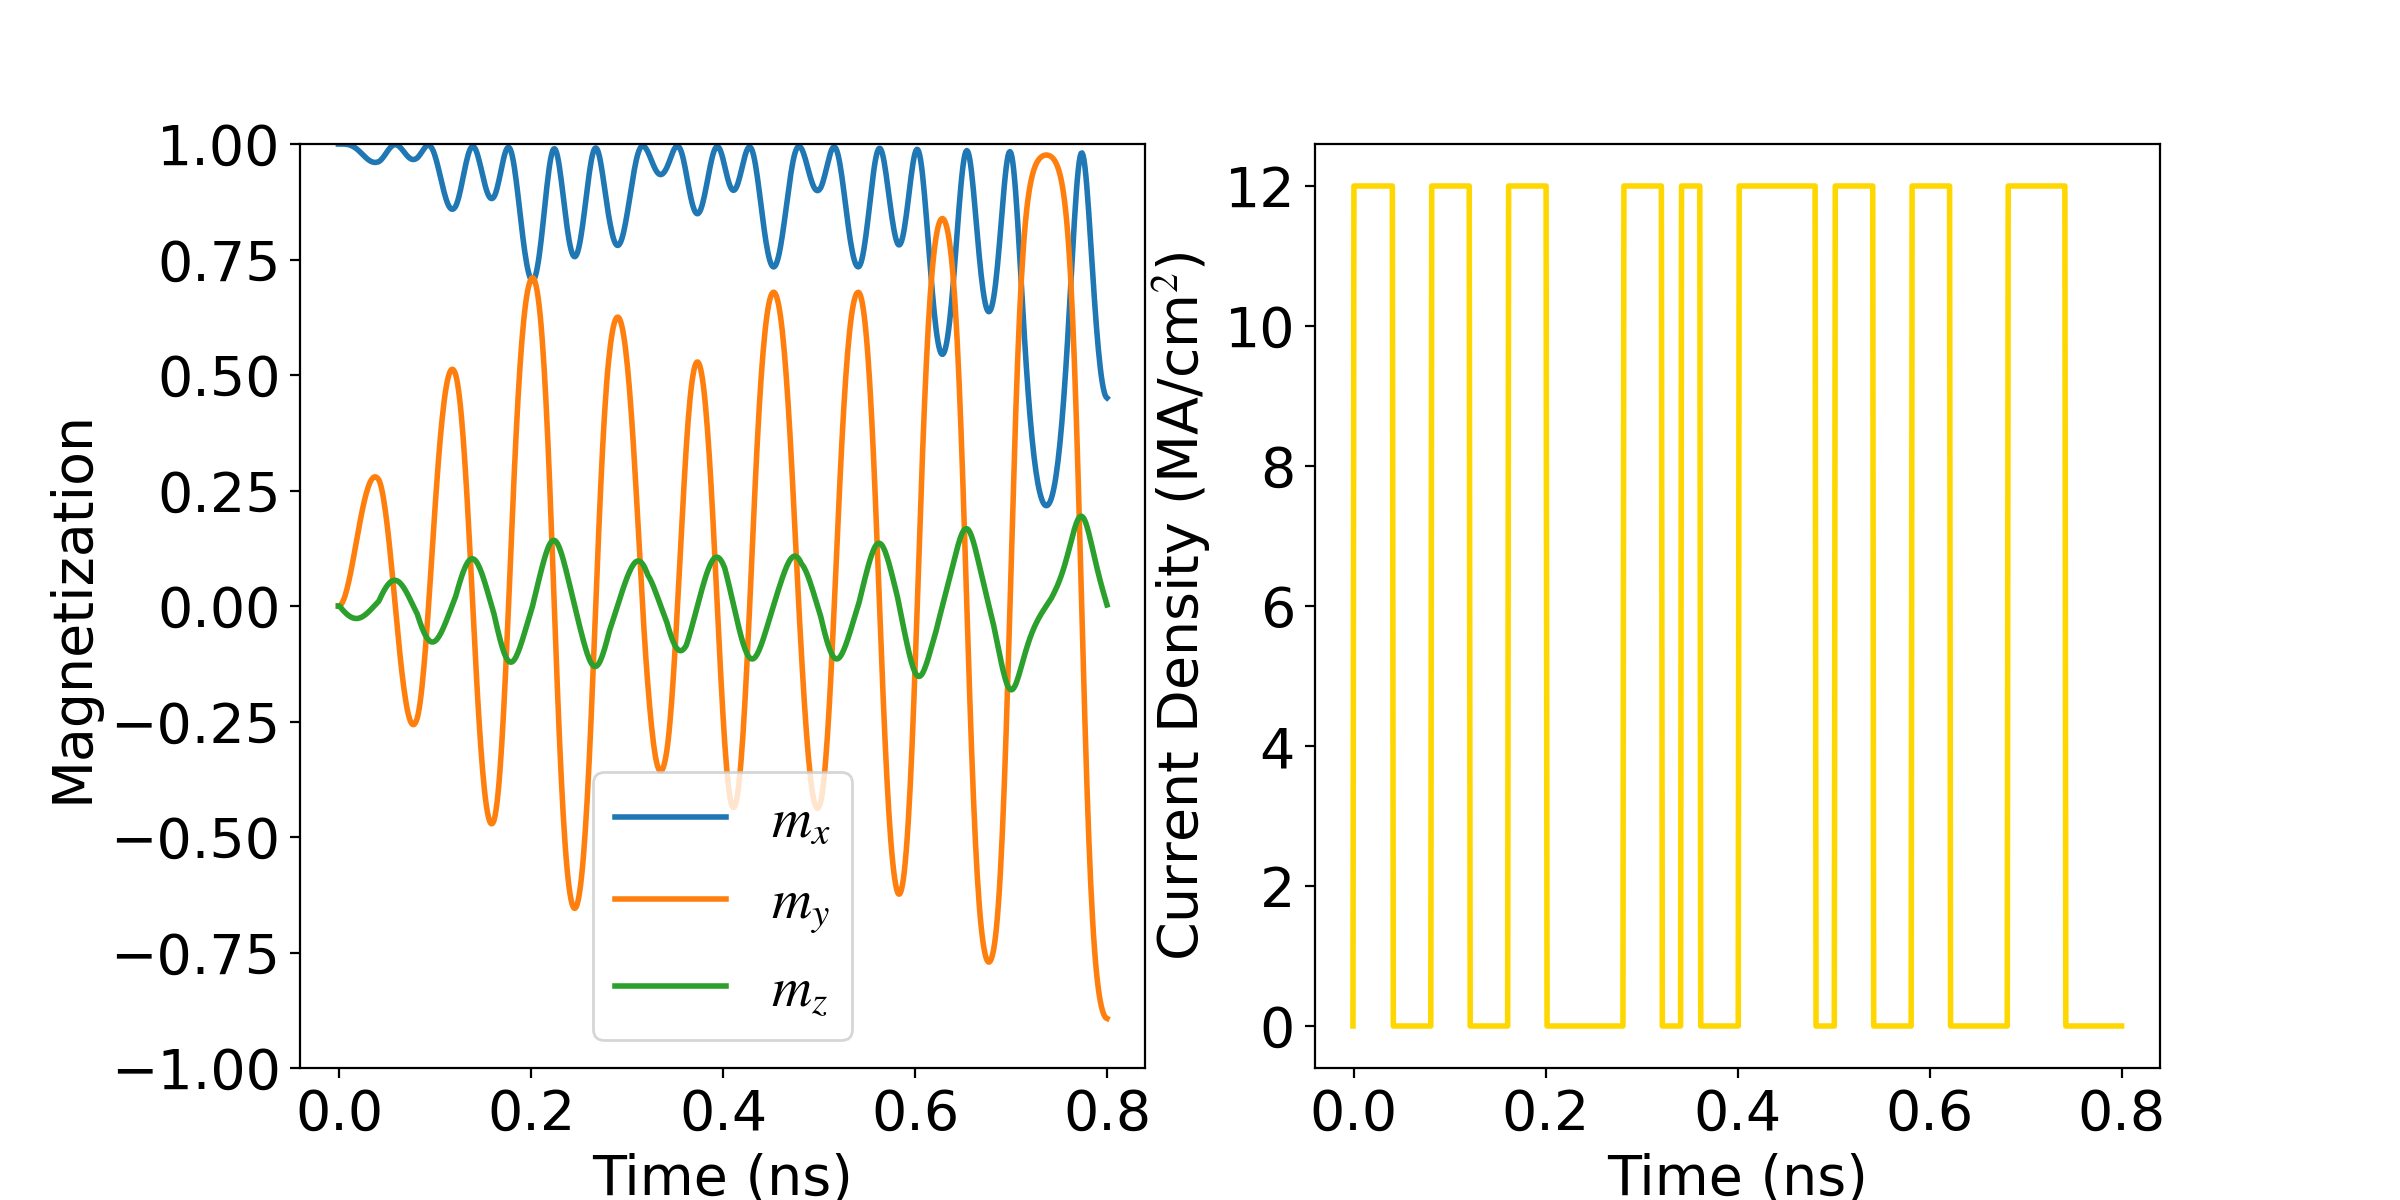 Magnetization
1.00
0.75
0.50
0.25
0.00
−0.25
−0.50
−0.75
−1.00
0.0 0.2 0.4 0.6 0.8
Time (ns)
m_x
m_y
m_z
Current Density (MA/cm²)
12
10
8
6
4
2
0
0.0 0.2 0.4 0.6 0.8
Time (ns)